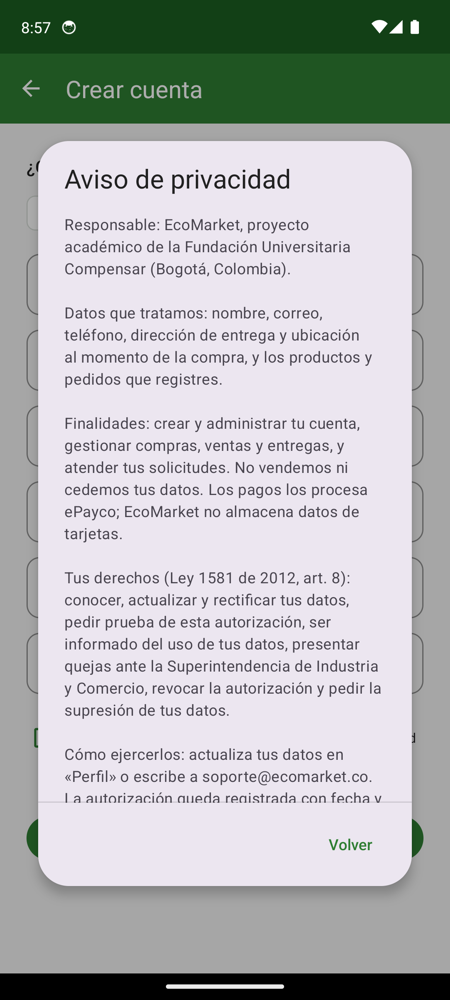 8:57
Crear cuenta
Aviso de privacidad
Responsable: EcoMarket, proyecto
académico de la Fundación Universitaria
Compensar (Bogotá, Colombia).
Datos que tratamos: nombre, correo,
teléfono, dirección de entrega y ubicación
al momento de la compra, y los productos y
pedidos que registres.
Finalidades: crear y administrar tu cuenta,
gestionar compras, ventas y entregas, y
atender tus solicitudes. No vendemos ni
cedemos tus datos. Los pagos los procesa
ePayco; EcoMarket no almacena datos de
tarjetas.
Tus derechos (Ley 1581 de 2012, art. 8):
conocer, actualizar y rectificar tus datos,
pedir prueba de esta autorización, ser
informado del uso de tus datos, presentar
quejas ante la Superintendencia de Industria
y Comercio, revocar la autorización y pedir la
supresión de tus datos.
Cómo ejercerlos: actualiza tus datos en
«Perfil» o escribe a soporte@ecomarket.co.
La autorización queda registrada con fecha y
Volver